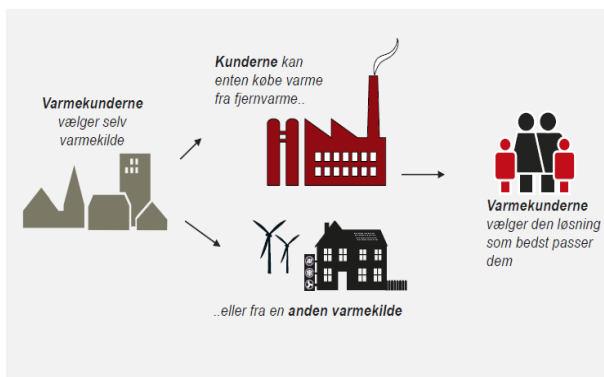 Varmekunderne
vælger selv
varmekilde
Kunderne kan
enten købe varme
fra fjernvarme..
..eller fra en anden varmekilde
Varmekunderne
vælger den løsning
som bedst passer
dem